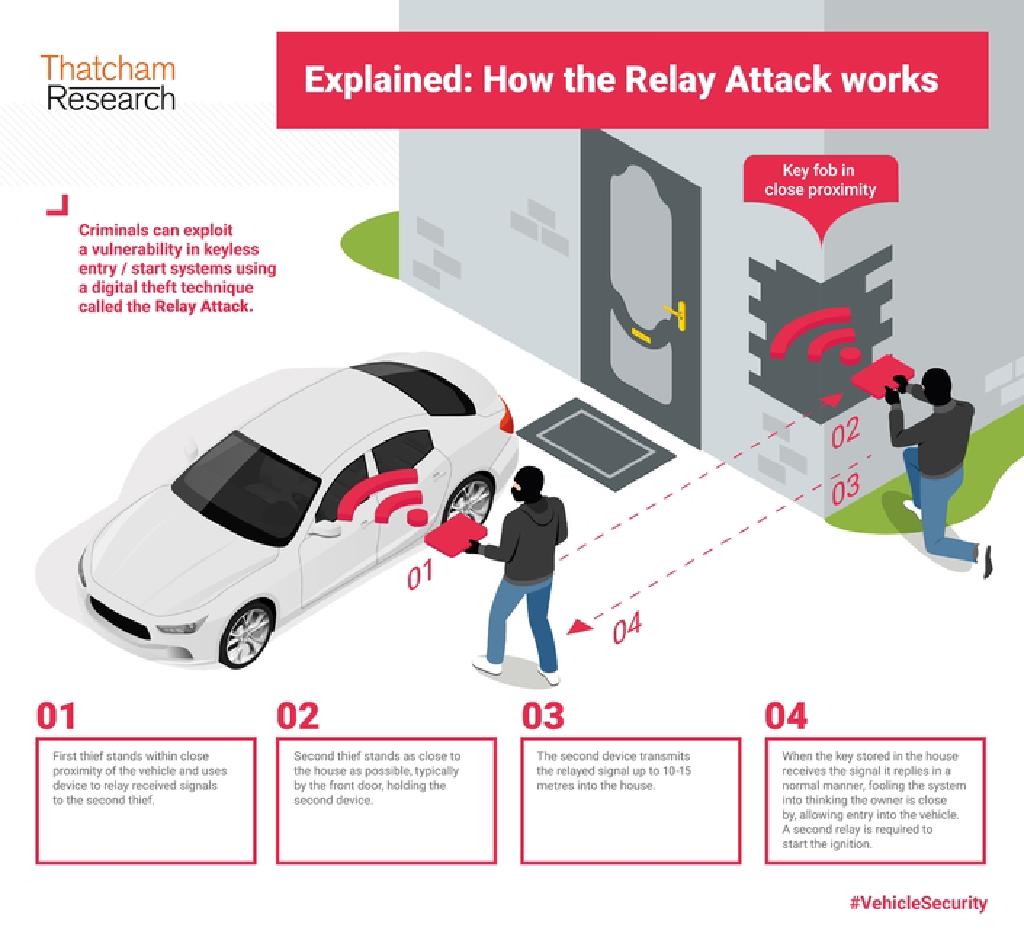 Thatcham
Research
Explained: How the Relay Attack works
Key fob in
close proximity
Criminals can exploit
a vulnerability in keyless
entry / start systems using
a digital theft technique
called the Relay Attack.
02
03
01
04
01
First thief stands within close
proximity of the vehicle and uses
device to relay received signals
to the second thief.
02
Second thief stands as close to
the house as possible, typically
by the front door, holding the
second device.
03
The second device transmits
the relayed signal up to 10-15
metres into the house.
04
When the key stored in the house
receives the signal it replies in a
normal manner, fooling the system
into thinking the owner is close
by, allowing entry into the vehicle.
A second relay is required to
start the ignition.
#VehicleSecurity